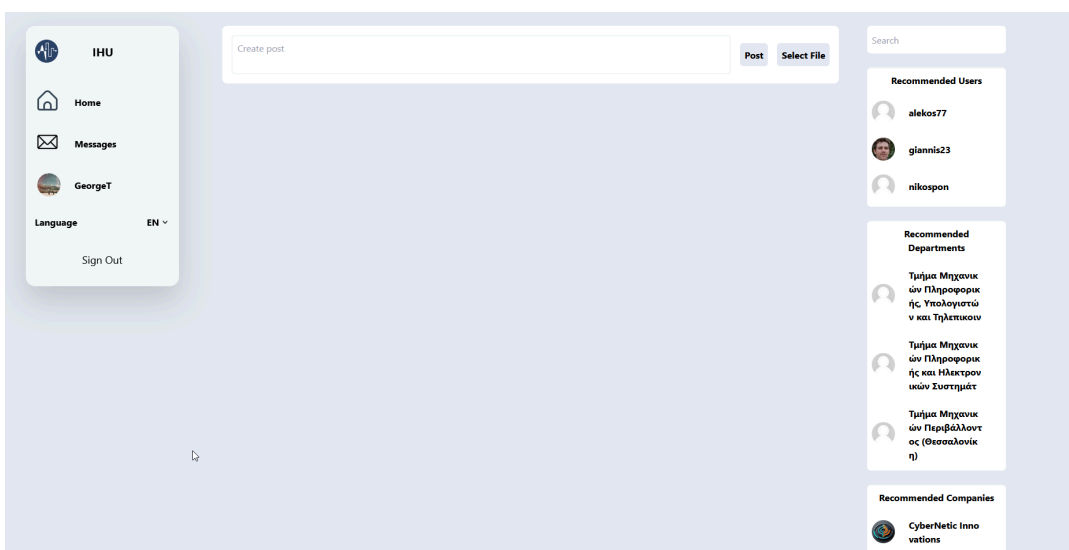 IHU
Home
Messages
GeorgeT
Language EN
Sign Out
Create post
Post Select File
Search
Recommended Users
alekos77
giannis23
nikospon
Recommended
Departments
Τμήμα Μηχανικ
ών Πληροφορικ
ής, Υπολογιστώ
ν και Τηλεπικοιν
Τμήμα Μηχανικ
ών Πληροφορικ
ής και Ηλεκτρον
ικών Συστημάτ
Τμήμα Μηχανικ
ών Περιβάλλοντ
ος (Θεσσαλονίκ
η)
Recommended Companies
CyberNetic Inno
vations